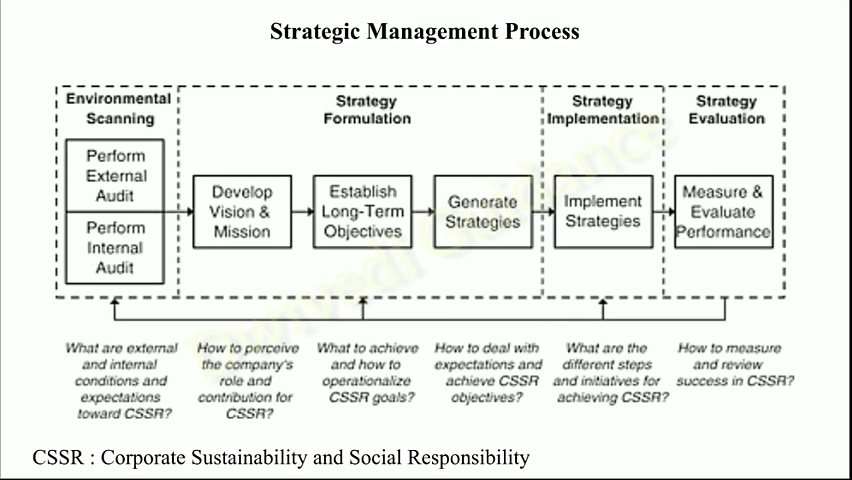 Strategic Management Process
Environmental
Scanning
Strategy
Formulation
Strategy
Implementation
Strategy
Evaluation
Perform
External
Audit
Perform
Internal
Audit
Develop
Vision &
Mission
Establish
Long-Term
Objectives
Generate
Strategies
Implement
Strategies
Measure &
Evaluate
Performance
What are external
and internal
conditions and
expectations
toward CSSR?
How to perceive
the company's
role and
contribution for
CSSR?
What to achieve
and how to
operationalize
CSSR goals?
How to deal with
expectations and
achieve CSSR
objectives?
What are the
different steps
and initiatives for
achieving CSSR?
How to measure
and review
success in CSSR?
Dwivedi Guidance
CSSR : Corporate Sustainability and Social Responsibility